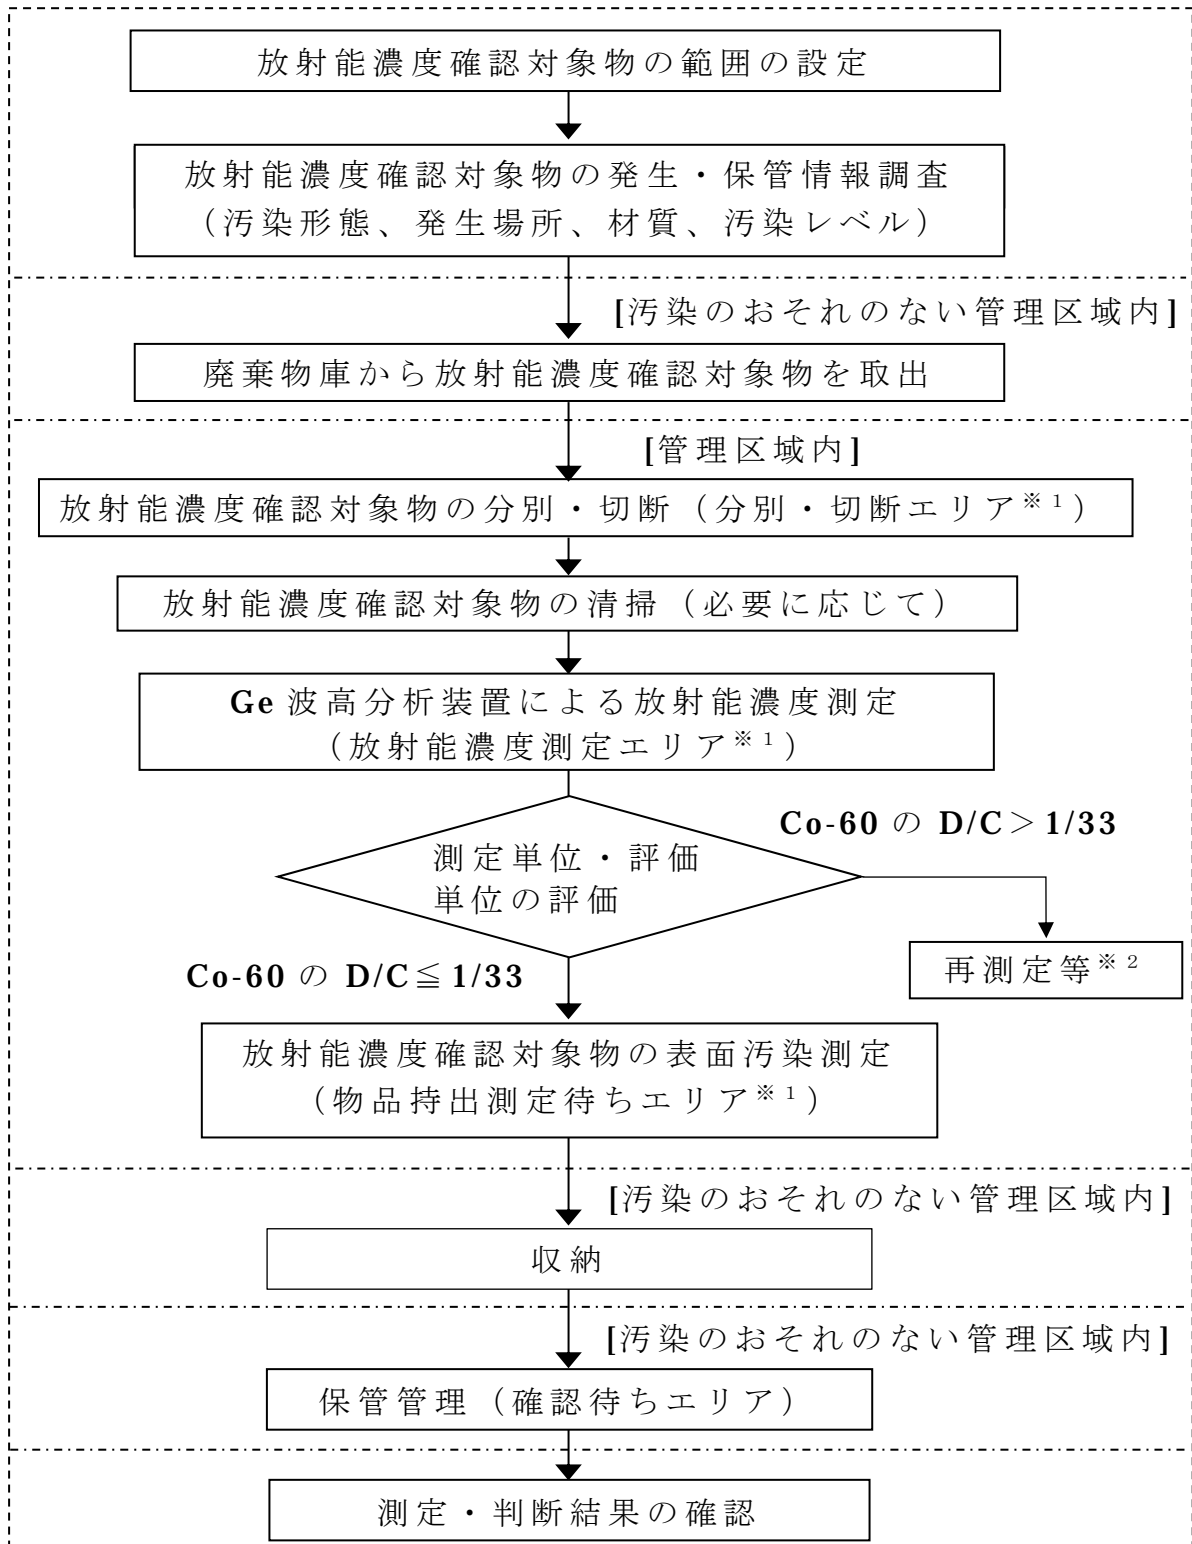 放射能濃度確認対象物の範囲の設定
放射能濃度確認対象物の発生・保管情報調査
（汚染形態、発生場所、材質、汚染レベル）
[汚染のおそれのない管理区域内]
廃棄物庫から放射能濃度確認対象物を取出
[管理区域内]
放射能濃度確認対象物の分別・切断（分別・切断エリア※1）
放射能濃度確認対象物の清掃（必要に応じて）
Ge 波高分析装置による放射能濃度測定
（放射能濃度測定エリア※1）
Co-60 の D/C＞1/33
測定単位・評価
単位の評価
再測定等※2
Co-60 の D/C≦1/33
放射能濃度確認対象物の表面汚染測定
（物品持出測定待ちエリア※1）
[汚染のおそれのない管理区域内]
収納
[汚染のおそれのない管理区域内]
保管管理（確認待ちエリア）
測定・判断結果の確認